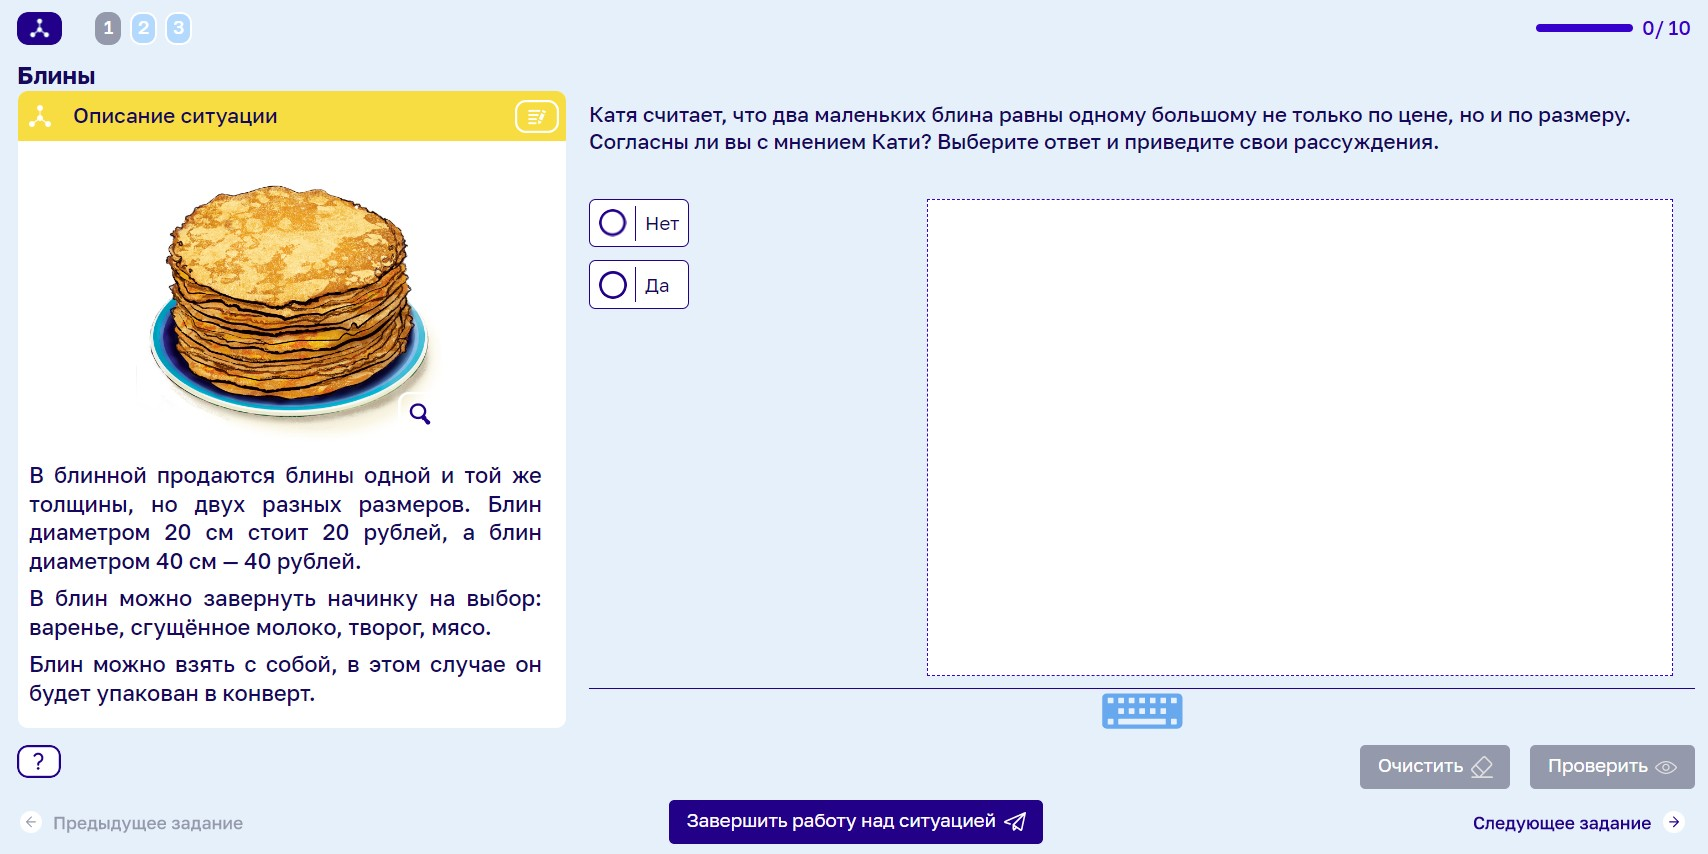 1 2 3
0/ 10
Блины
Описание ситуации
В блинной продаются блины одной и той же
толщины, но двух разных размеров. Блин
диаметром 20 см стоит 20 рублей, а блин
диаметром 40 см — 40 рублей.
В блин можно завернуть начинку на выбор:
варенье, сгущённое молоко, творог, мясо.
Блин можно взять с собой, в этом случае он
будет упакован в конверт.
Катя считает, что два маленьких блина равны одному большому не только по цене, но и по размеру.
Согласны ли вы с мнением Кати? Выберите ответ и приведите свои рассуждения.
Нет
Да
?
Очистить
Проверить
Предыдущее задание
Завершить работу над ситуацией
Следующее задание